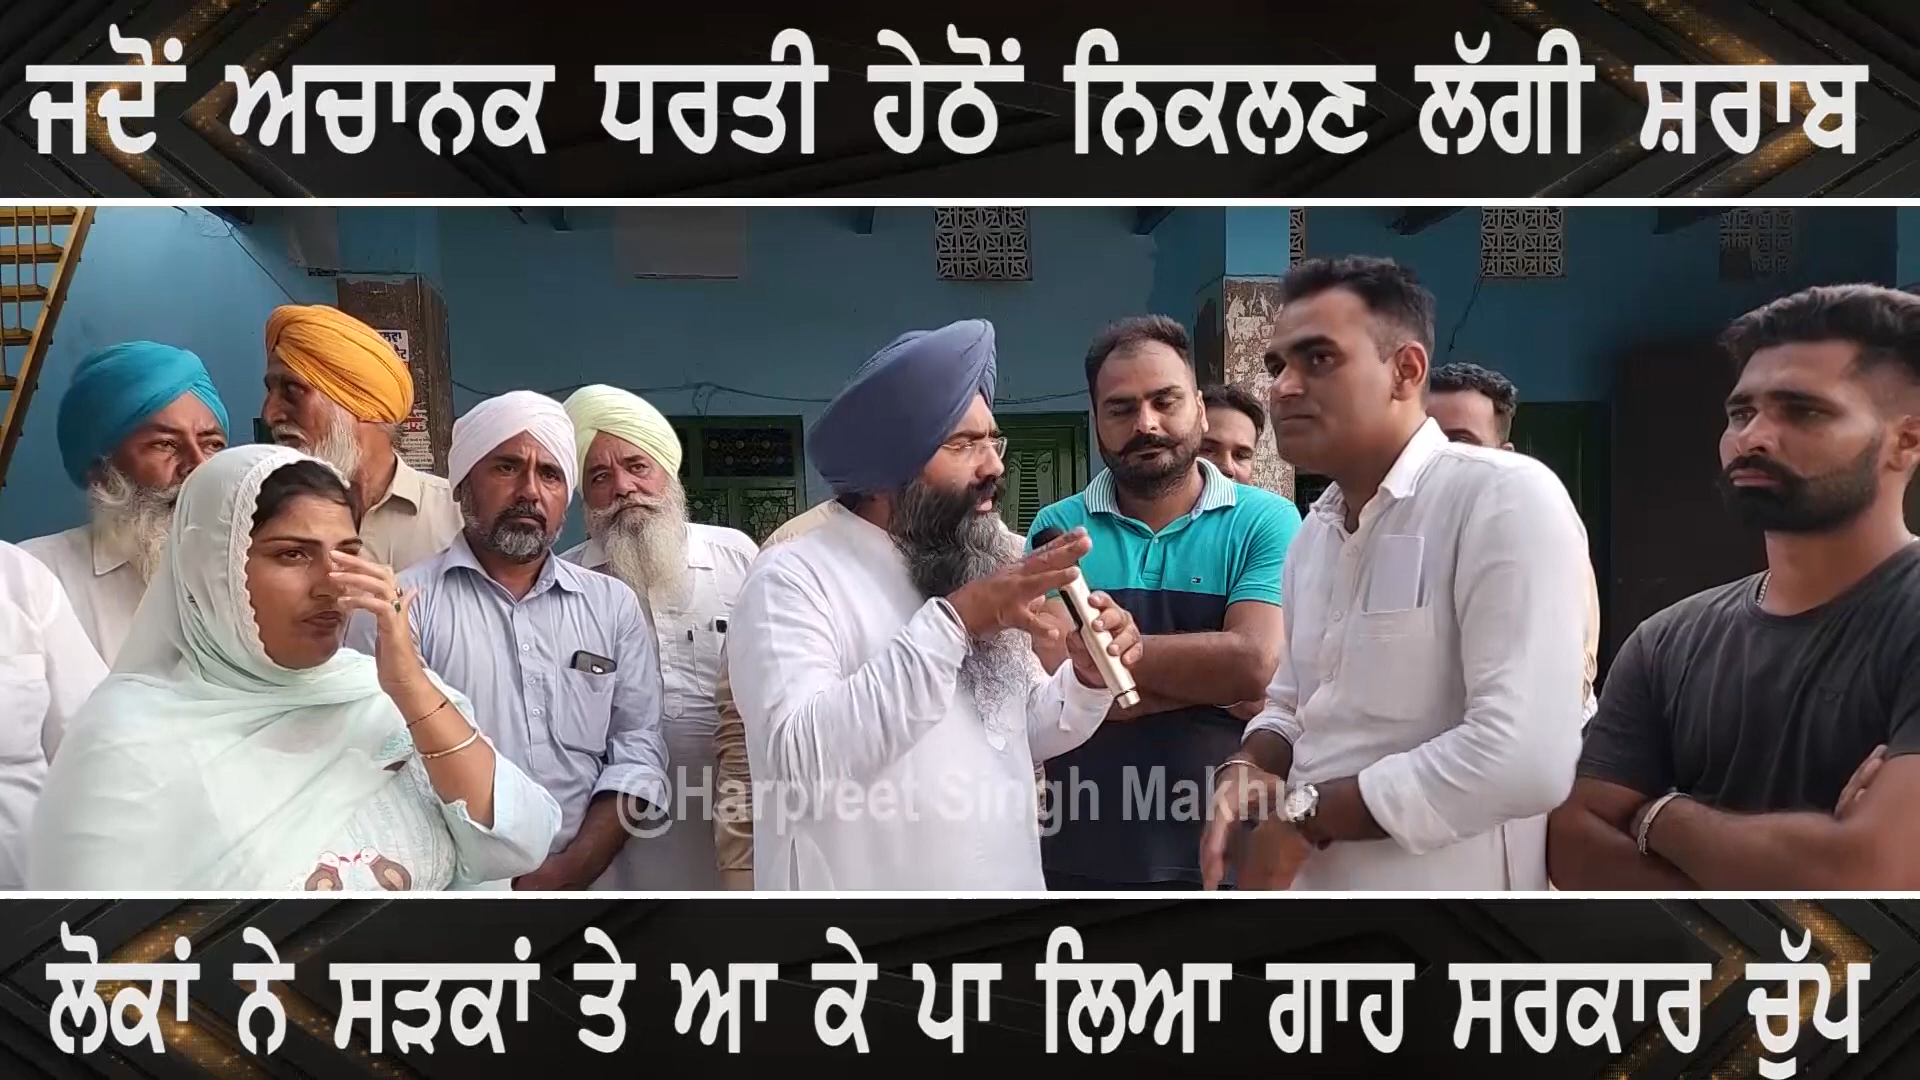 ਜਦੋਂ ਅਚਾਨਕ ਧਰਤੀ ਹੇਠੋਂ ਨਿਕਲਣ ਲੱਗੀ ਸ਼ਰਾਬ
@Harpreet Singh Makhu
ਲੋਕਾਂ ਨੇ ਸੜਕਾਂ ਤੇ ਆ ਕੇ ਪਾ ਲਿਆ ਗਾਹ ਸਰਕਾਰ ਚੁੱਪ